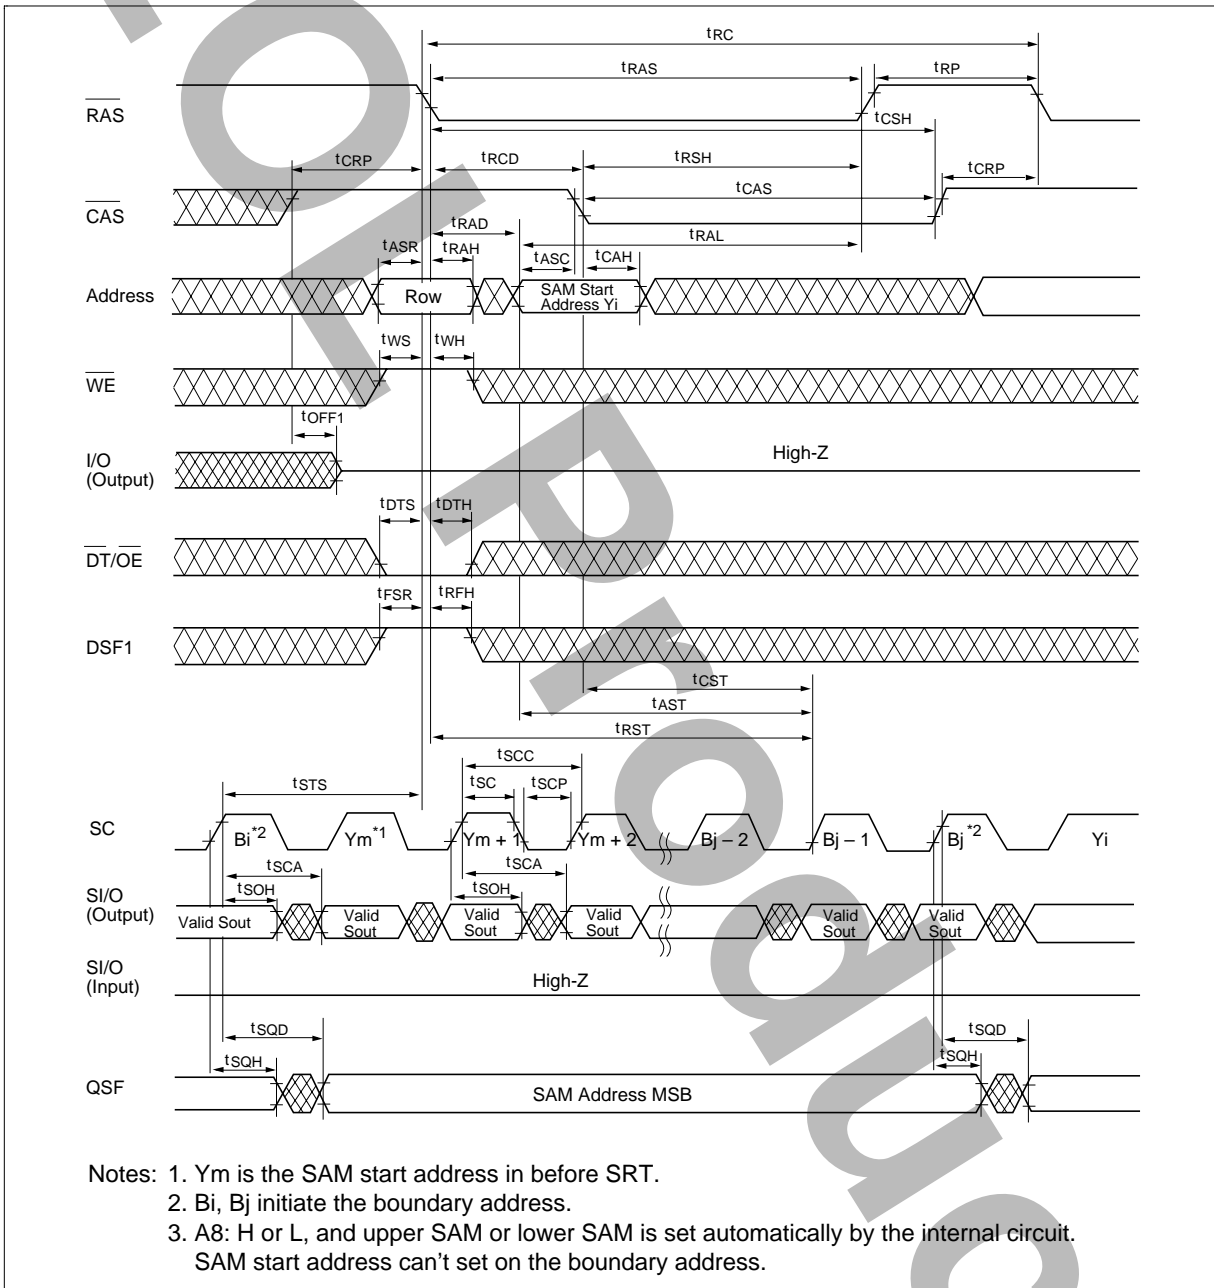 tRC
tRAS tRP
RAS
tCSH
tCRP tRCD tRSH tCRP
tCAS
CAS
tRAD tRAL
tASR tRAH tASC tCAH
Address Row SAM Start Address Yi
tWS tWH
WE
tOFF1
I/O (Output) High-Z
tDTS tDTH
DT/OE
tFSR tRFH
DSF1
tCST
tAST
tRST
tSCC
tSTS tSC tSCP
SC Bi*2 Ym*1 Ym + 1 Ym + 2 Bj – 2 Bj – 1 Bj*2 Yi
tSCA tSCA
tSOH tSOH
SI/O (Output) Valid Sout Valid Sout Valid Sout Valid Sout Valid Sout Valid Sout
SI/O (Input) High-Z
tSQD tSQD
tSQH tSQH
QSF SAM Address MSB
Notes: 1. Ym is the SAM start address in before SRT.
2. Bi, Bj initiate the boundary address.
3. A8: H or L, and upper SAM or lower SAM is set automatically by the internal circuit.
SAM start address can't set on the boundary address.